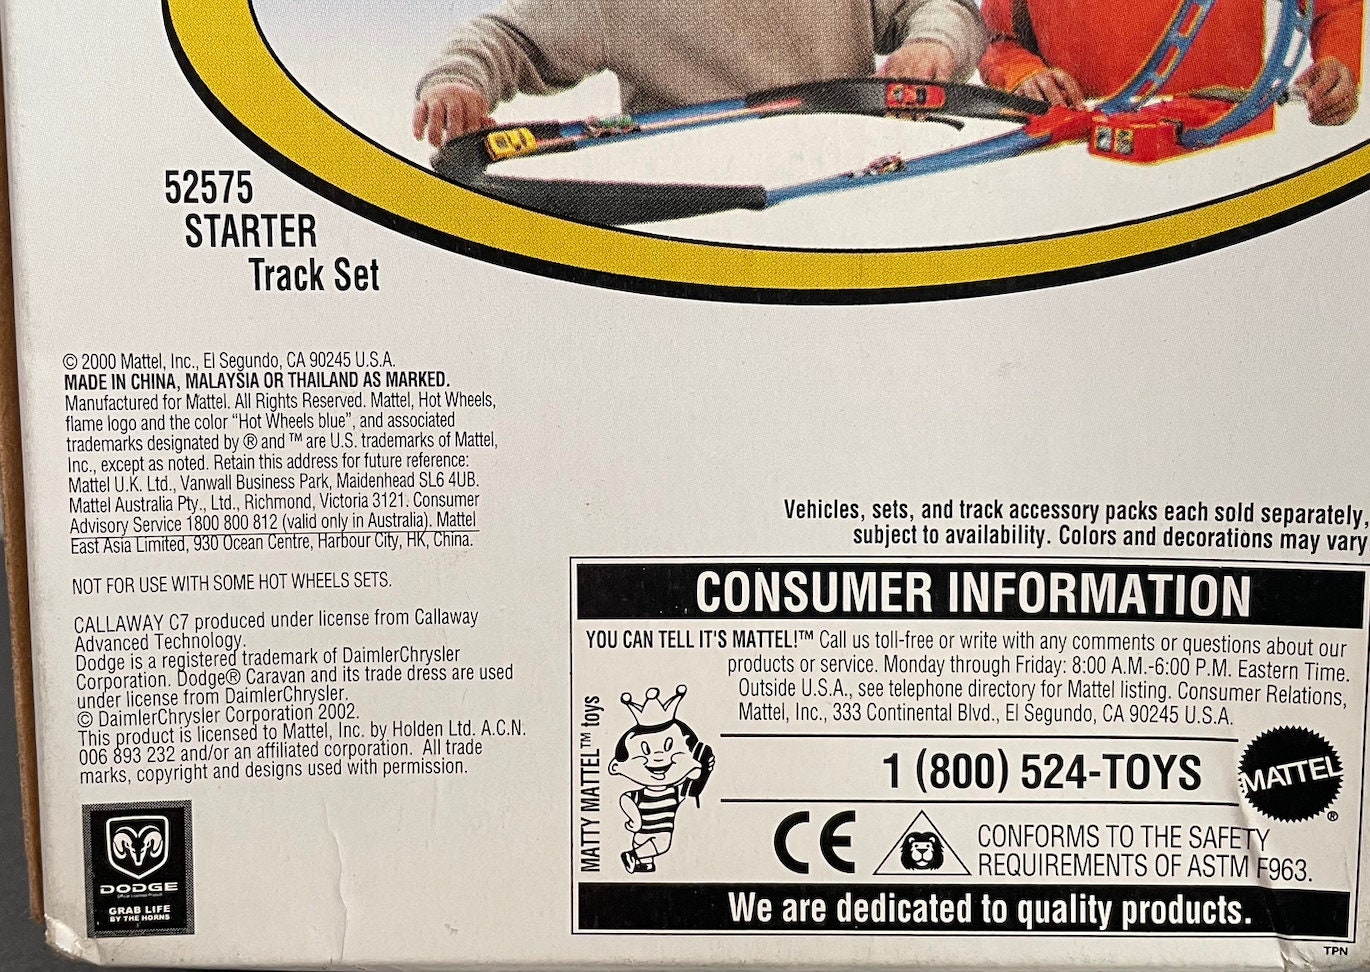 52575
STARTER
Track Set
© 2000 Mattel, Inc., El Segundo, CA 90245 U.S.A.
MADE IN CHINA, MALAYSIA OR THAILAND AS MARKED.
Manufactured for Mattel. All Rights Reserved. Mattel, Hot Wheels,
flame logo and the color “Hot Wheels blue”, and associated
trademarks designated by ® and ™ are U.S. trademarks of Mattel,
Inc., except as noted. Retain this address for future reference:
Mattel U.K. Ltd., Vanwall Business Park, Maidenhead SL6 4UB.
Mattel Australia Pty., Ltd., Richmond, Victoria 3121. Consumer
Advisory Service 1800 800 812 (valid only in Australia). Mattel
East Asia Limited, 930 Ocean Centre, Harbour City, HK, China.
NOT FOR USE WITH SOME HOT WHEELS SETS.
CALLAWAY C7 produced under license from Callaway
Advanced Technology.
Dodge is a registered trademark of DaimlerChrysler
Corporation. Dodge® Caravan and its trade dress are used
under license from DaimlerChrysler.
© DaimlerChrysler Corporation 2002.
This product is licensed to Mattel, Inc. by Holden Ltd. A.C.N.
006 893 232 and/or an affiliated corporation. All trade
marks, copyright and designs used with permission.
DODGE
GRAB LIFE
BY THE HORNS
Vehicles, sets, and track accessory packs each sold separately,
subject to availability. Colors and decorations may vary
CONSUMER INFORMATION
YOU CAN TELL IT'S MATTEL!™ Call us toll-free or write with any comments or questions about our
products or service. Monday through Friday: 8:00 A.M.-6:00 P.M. Eastern Time.
Outside U.S.A., see telephone directory for Mattel listing. Consumer Relations,
Mattel, Inc., 333 Continental Blvd., El Segundo, CA 90245 U.S.A.
MATTY MATTEL™ toys
1 (800) 524-TOYS
MATTEL
®
CE
CONFORMS TO THE SAFETY
REQUIREMENTS OF ASTM F963.
We are dedicated to quality products.
TPN